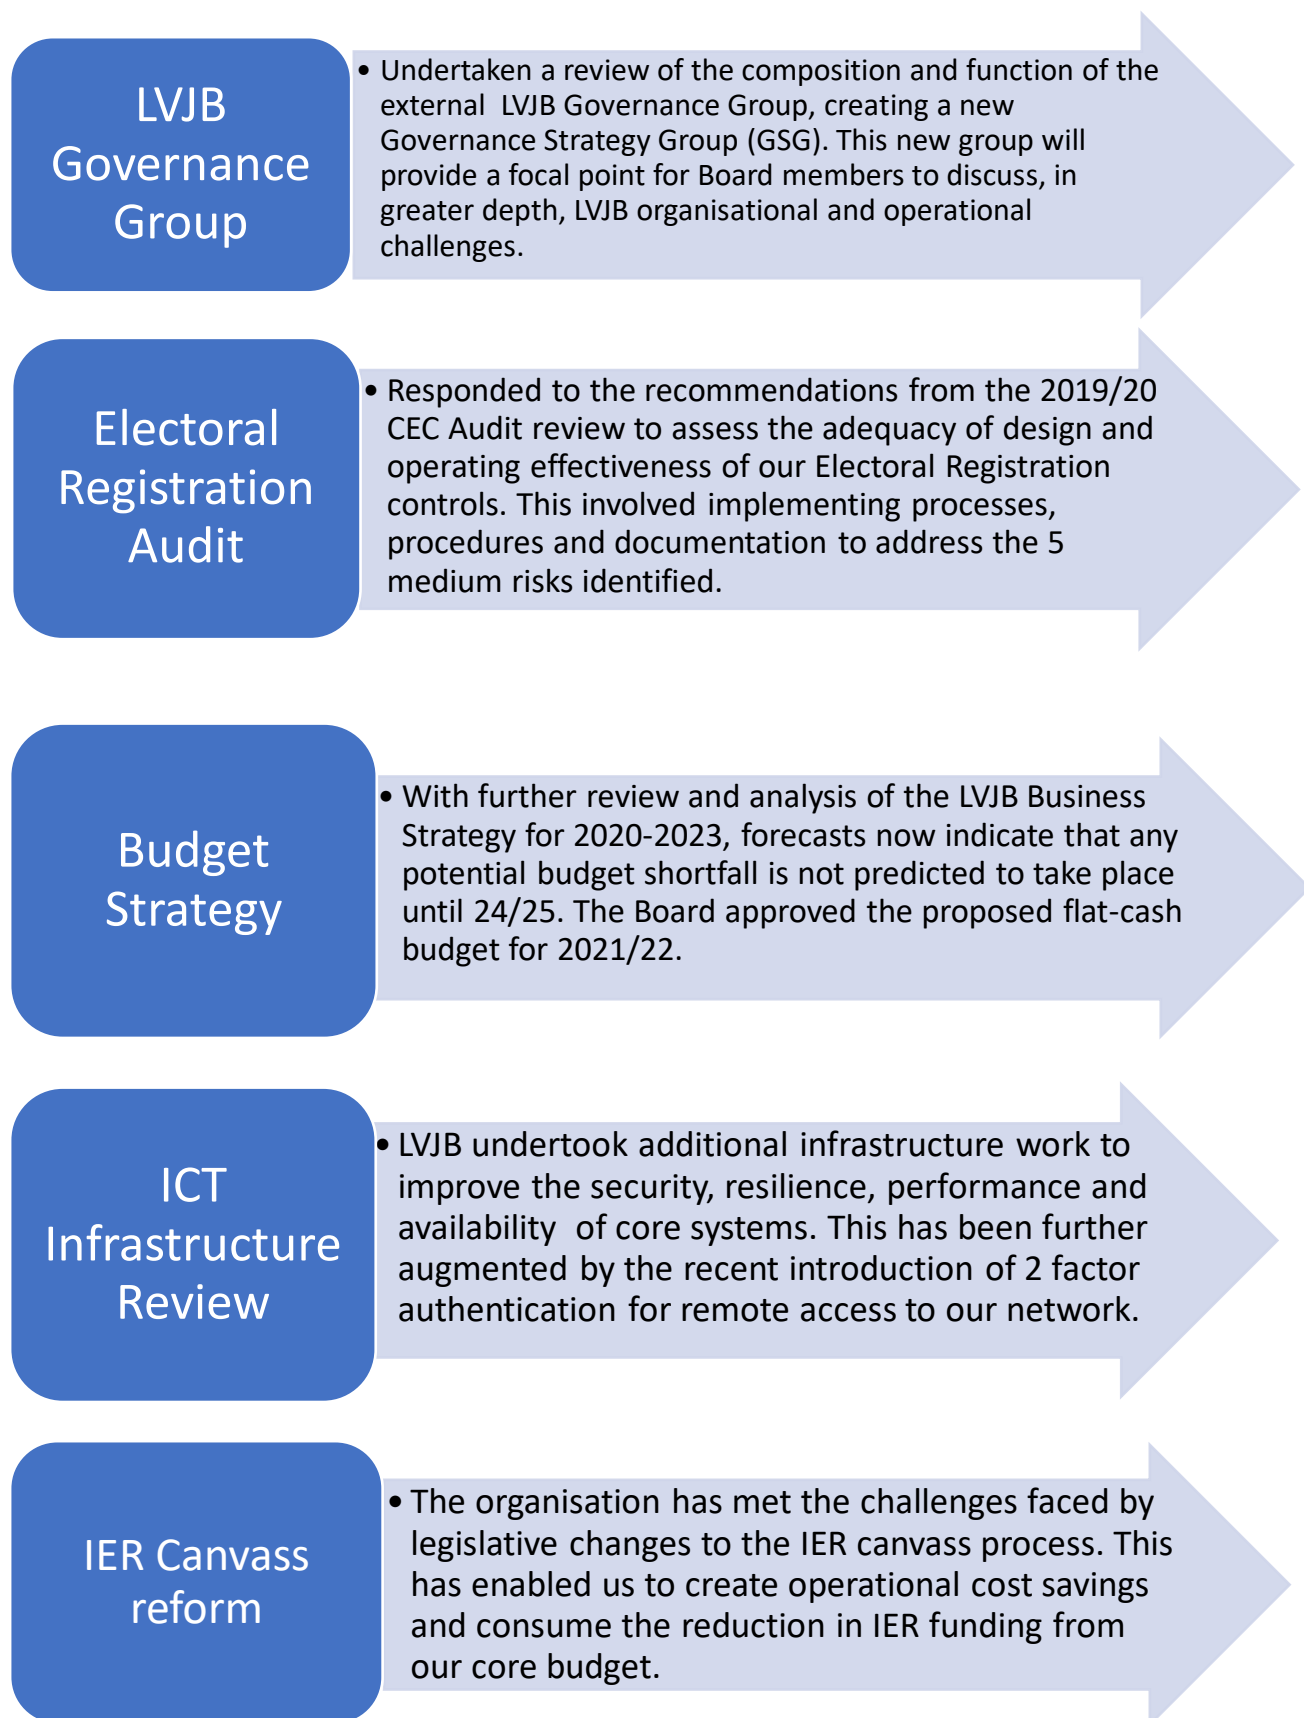 LVJB
Governance
Group
• Undertaken a review of the composition and function of the
external  LVJB Governance Group, creating a new
Governance Strategy Group (GSG). This new group will
provide a focal point for Board members to discuss, in
greater depth, LVJB organisational and operational
challenges.
Electoral
Registration
Audit
• Responded to the recommendations from the 2019/20
CEC Audit review to assess the adequacy of design and
operating effectiveness of our Electoral Registration
controls. This involved implementing processes,
procedures and documentation to address the 5
medium risks identified.
Budget
Strategy
• With further review and analysis of the LVJB Business
Strategy for 2020-2023, forecasts now indicate that any
potential budget shortfall is not predicted to take place
until 24/25. The Board approved the proposed flat-cash
budget for 2021/22.
ICT
Infrastructure
Review
• LVJB undertook additional infrastructure work to
improve the security, resilience, performance and
availability  of core systems. This has been further
augmented by the recent introduction of 2 factor
authentication for remote access to our network.
IER Canvass
reform
• The organisation has met the challenges faced by
legislative changes to the IER canvass process. This
has enabled us to create operational cost savings
and consume the reduction in IER funding from
our core budget.